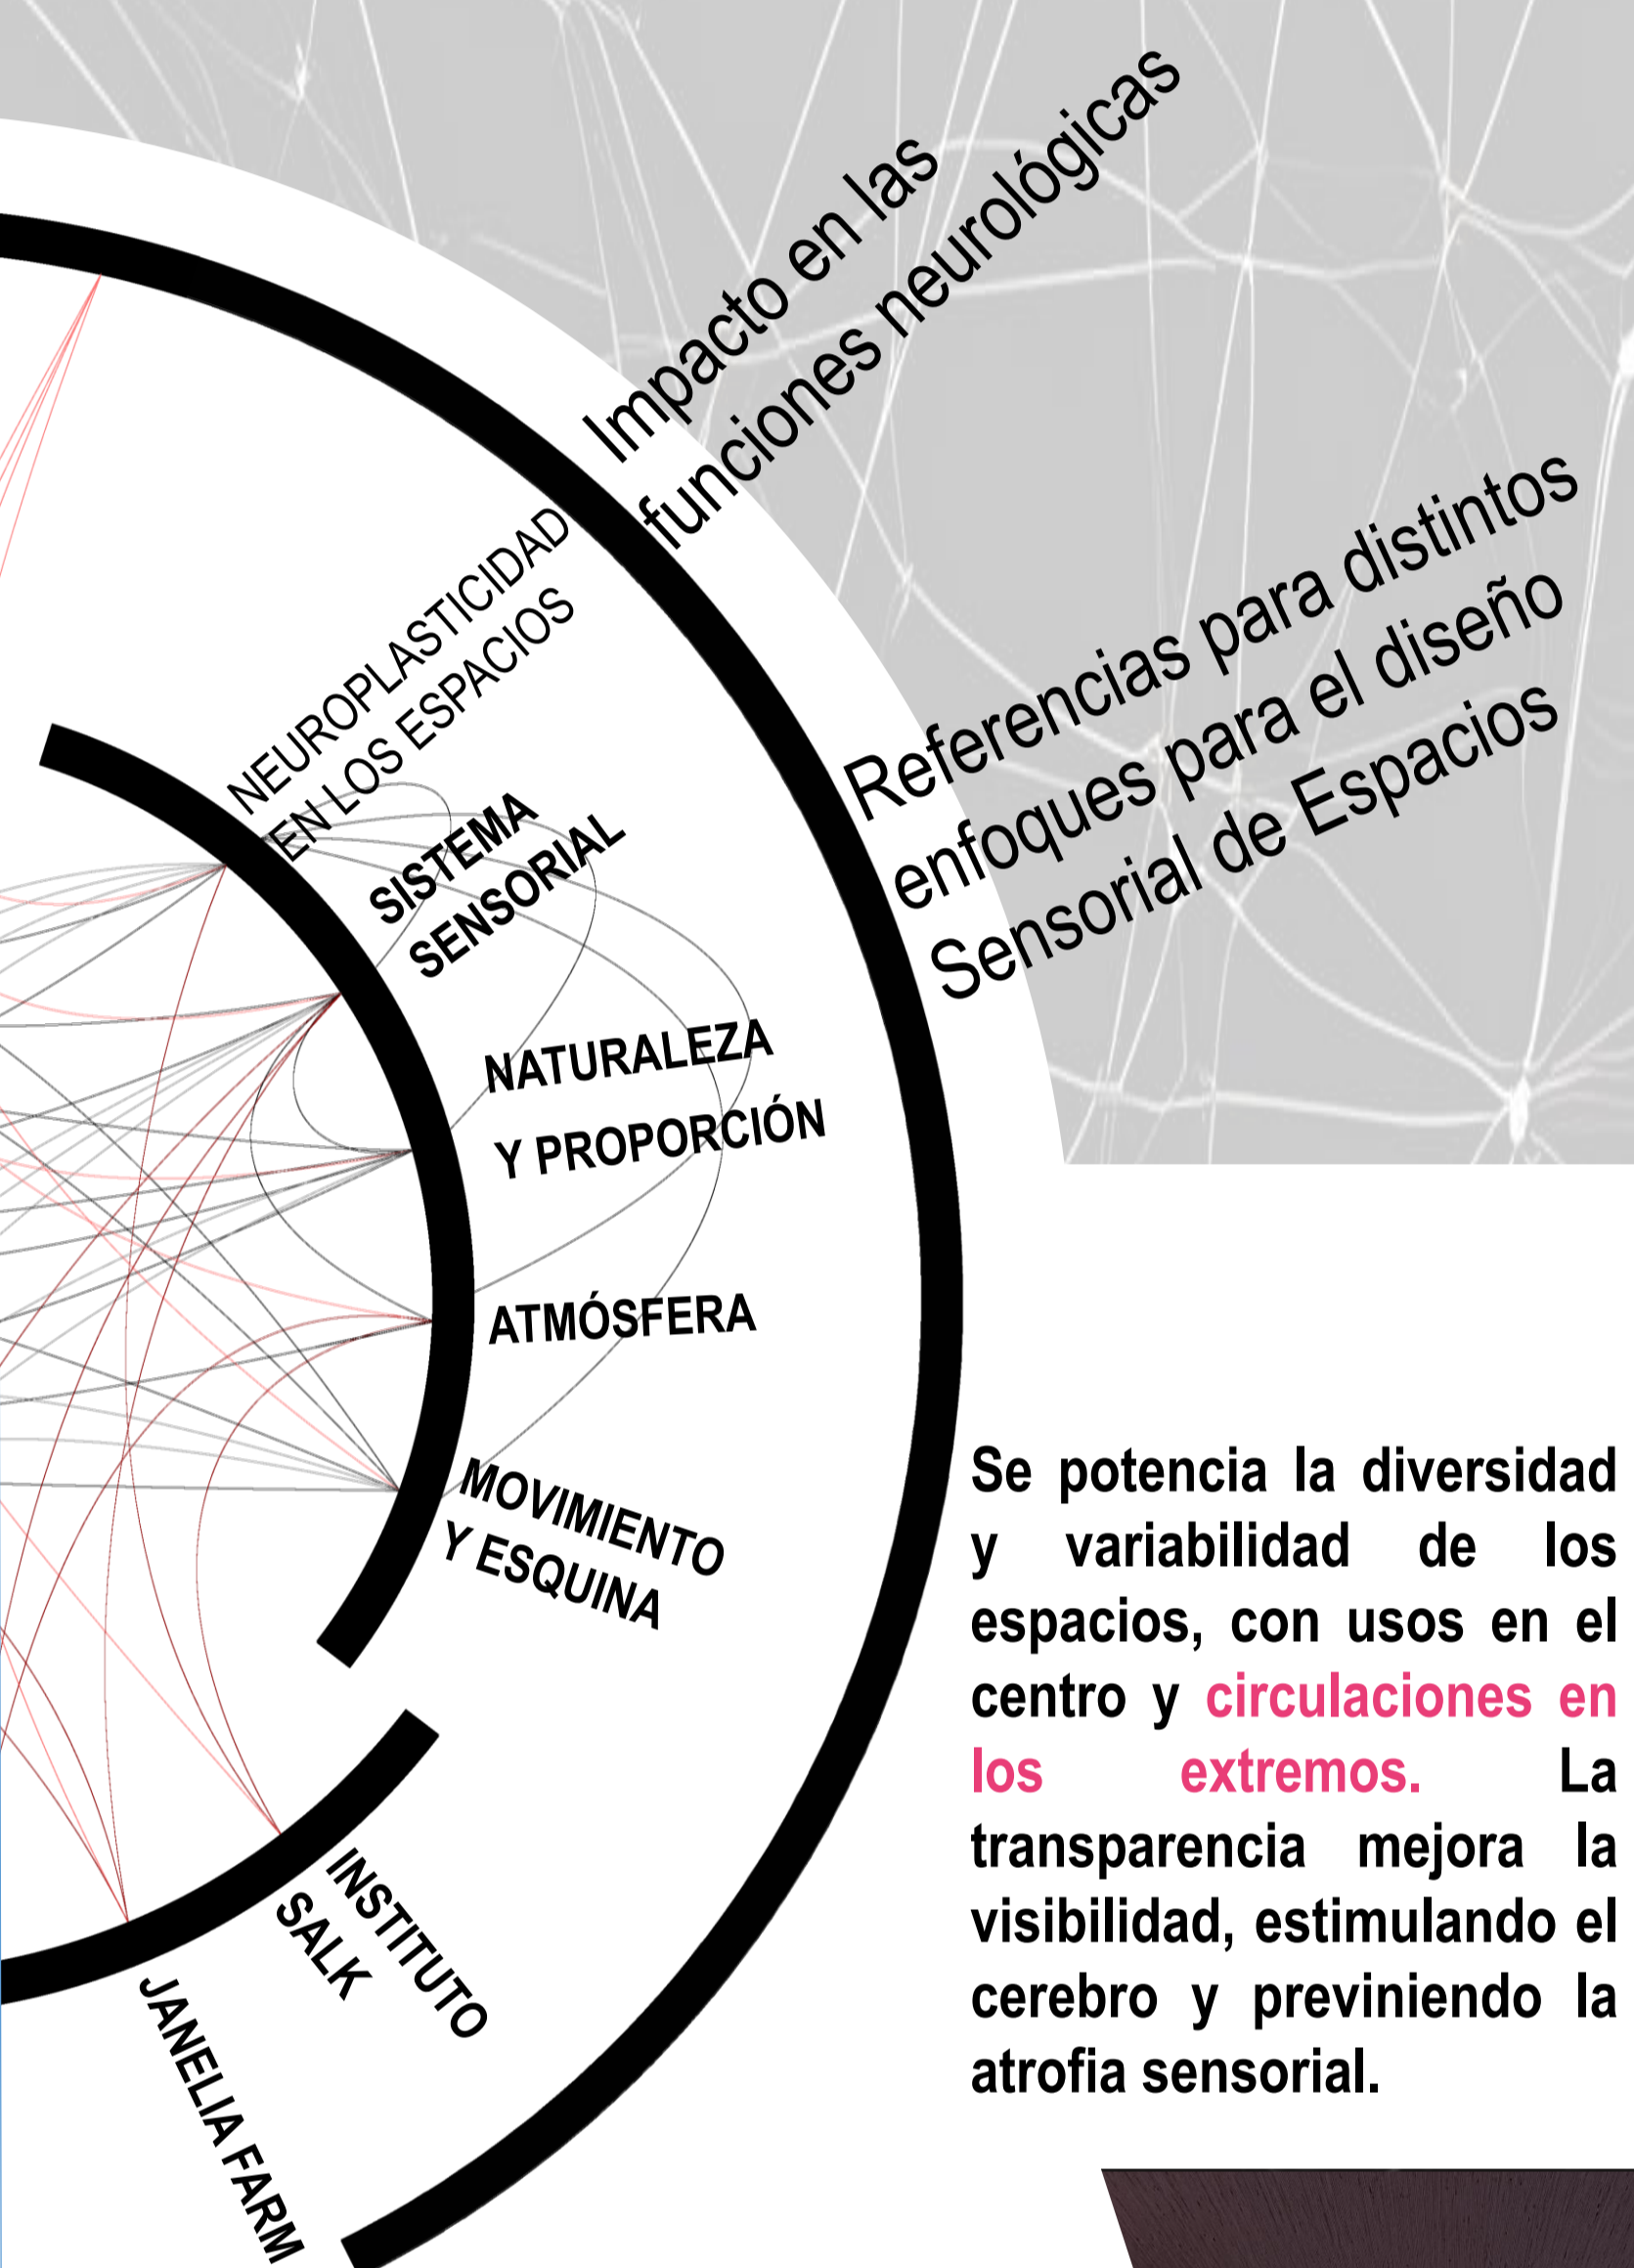 Impacto en las
funciones neurológicas
Referencias para distintos
enfoques para el diseño
Sensorial de Espacios
NEUROPLASTICIDAD
EN LOS ESPACIOS
SISTEMA
SENSORIAL
NATURALEZA
Y PROPORCIÓN
ATMÓSFERA
MOVIMIENTO
Y ESQUINA
INSTITUTO
SALK
JANELIA FARM
Se potencia la diversidad
y variabilidad de los
espacios, con usos en el
centro y circulaciones en
los extremos. La
transparencia mejora la
visibilidad, estimulando el
cerebro y previniendo la
atrofia sensorial.